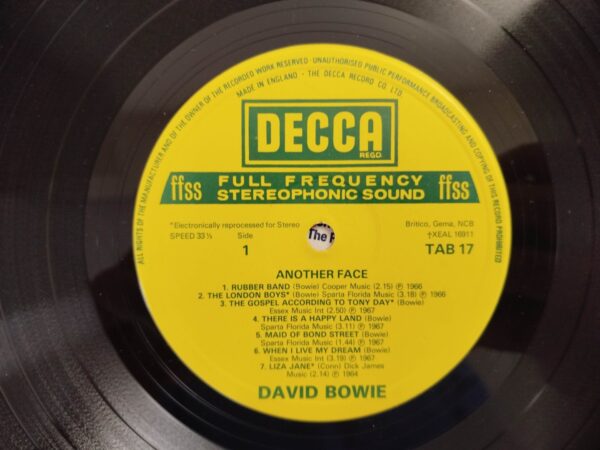 ALL RIGHTS OF THE MANUFACTURER AND OF THE OWNER OF THE RECORDED WORK RESERVED UNAUTHORISED PUBLIC PERFORMANCE BROADCASTING AND COPYING OF THIS RECORD PROHIBITED
MADE IN ENGLAND · THE DECCA RECORD CO LTD
DECCA
REGD
ffss FULL FREQUENCY ffss
STEREOPHONIC SOUND
*Electronically reprocessed for Stereo Britico, Gema, NCB
SPEED 33⅓ Side †XEAL 16911
1 The TAB 17
ANOTHER FACE
1. RUBBER BAND (Bowie) Cooper Music (2.15) ℗ 1966
2. THE LONDON BOYS* (Bowie) Sparta Florida Music (3.18) ℗ 1966
3. THE GOSPEL ACCORDING TO TONY DAY* (Bowie)
Essex Music Int (2.50) ℗ 1967
4. THERE IS A HAPPY LAND (Bowie)
Sparta Florida Music (3.11) ℗ 1967
5. MAID OF BOND STREET (Bowie)
Sparta Florida Music (1.44) ℗ 1967
6. WHEN I LIVE MY DREAM (Bowie)
Essex Music Int (3.19) ℗ 1967
7. LIZA JANE* (Conn) Dick James
Music (2.14) ℗ 1964
DAVID BOWIE